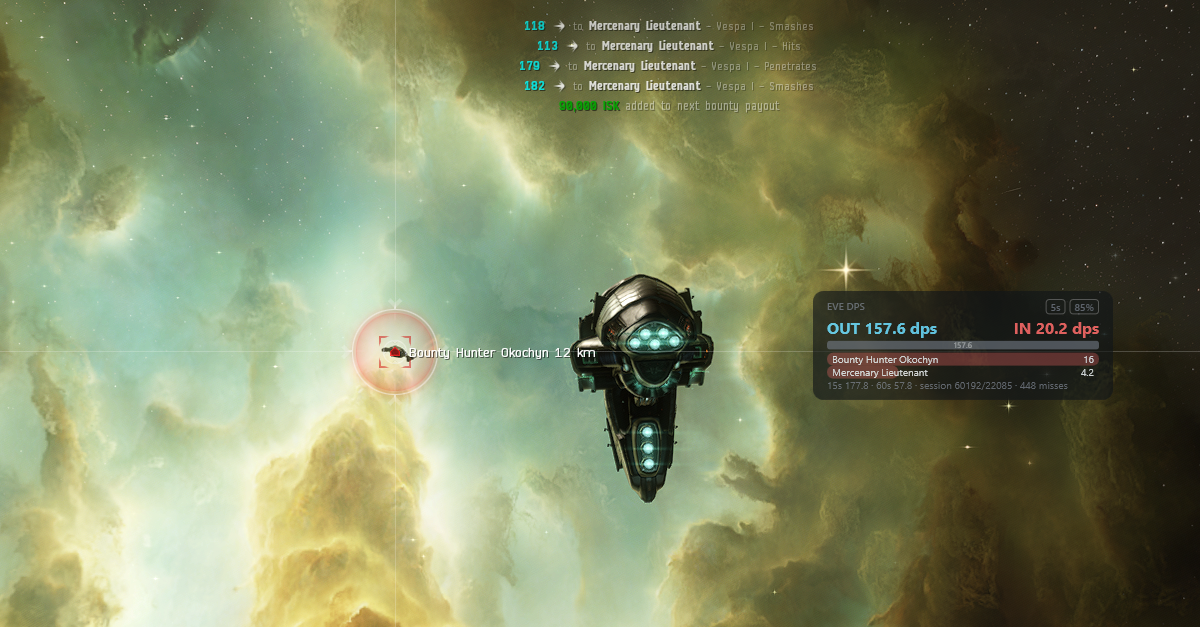 118 to Mercenary Lieutenant - Vespa I - Smashes
113 to Mercenary Lieutenant - Vespa I - Hits
179 to Mercenary Lieutenant - Vespa I - Penetrates
182 to Mercenary Lieutenant - Vespa I - Smashes
90,000 ISK added to next bounty payout
Bounty Hunter Okochyn 12 km
EVE DPS 5s 85%
OUT 157.6 dps IN 20.2 dps
157.6
Bounty Hunter Okochyn 16
Mercenary Lieutenant 4.2
15s 177.8 · 60s 57.8 · session 60192/22085 · 448 misses